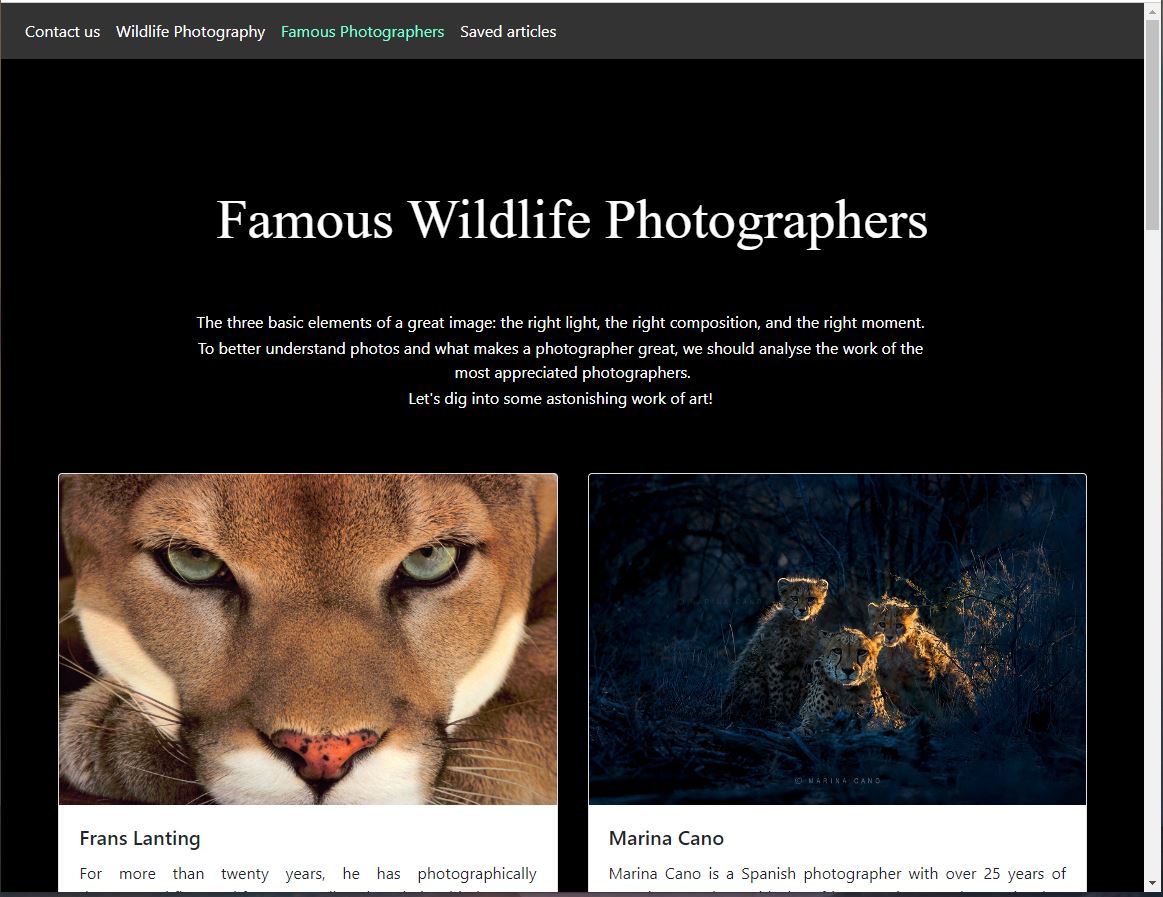 Contact us Wildlife Photography Famous Photographers Saved articles
Famous Wildlife Photographers
The three basic elements of a great image: the right light, the right composition, and the right moment.
To better understand photos and what makes a photographer great, we should analyse the work of the
most appreciated photographers.
Let's dig into some astonishing work of art!
© MARINA CANO
Frans Lanting
For more than twenty years, he has photographically
Marina Cano
Marina Cano is a Spanish photographer with over 25 years of